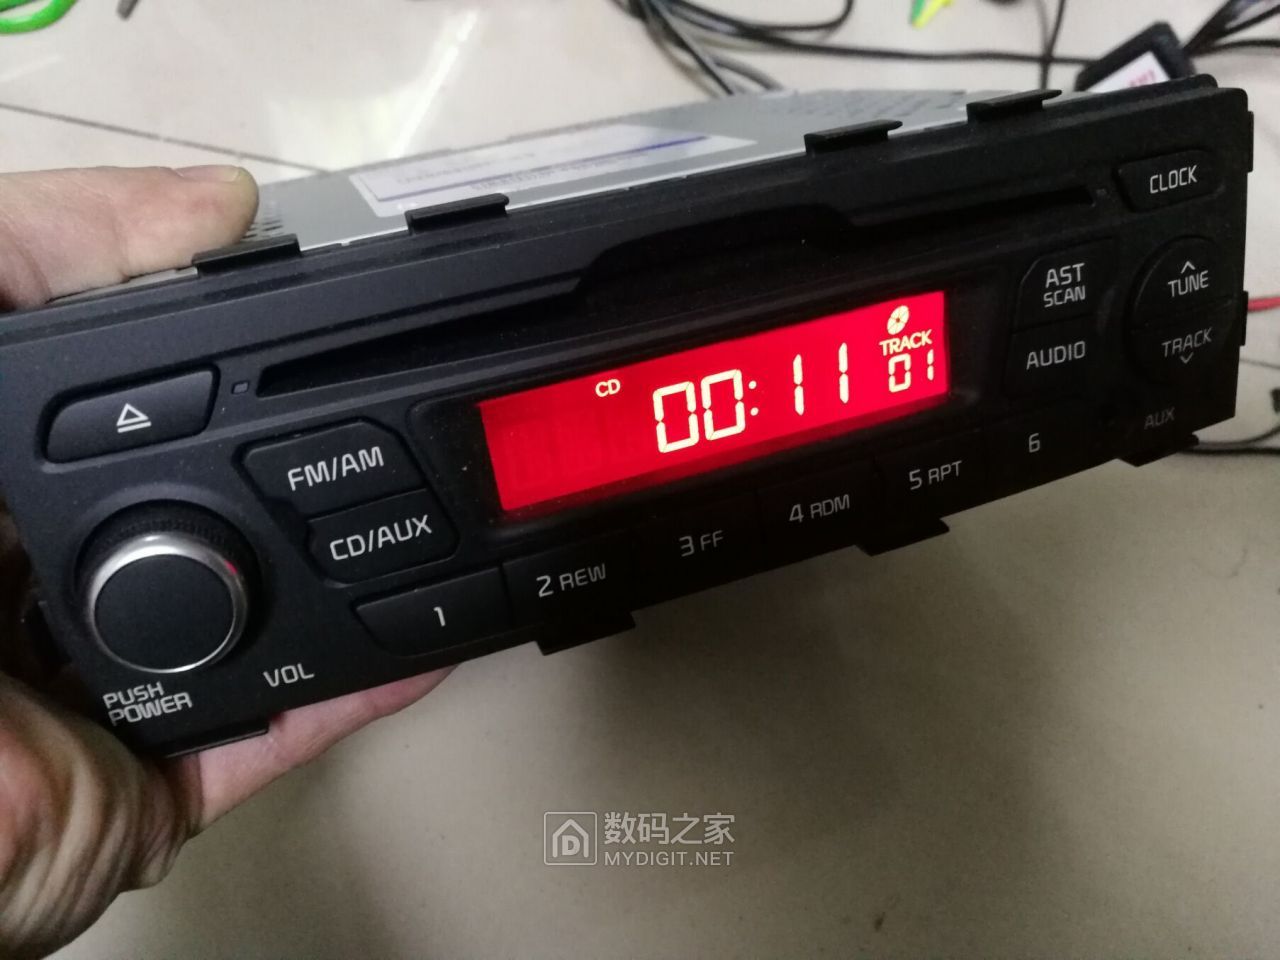 CLOCK
AST
SCAN
TUNE
TRACK
AUDIO
AUX
CD
00:11
TRACK
01
FM/AM
CD/AUX
1
2 REW
3 FF
4 RDM
5 RPT
6
PUSH
POWER
VOL
数码之家
MYDIGIT.NET